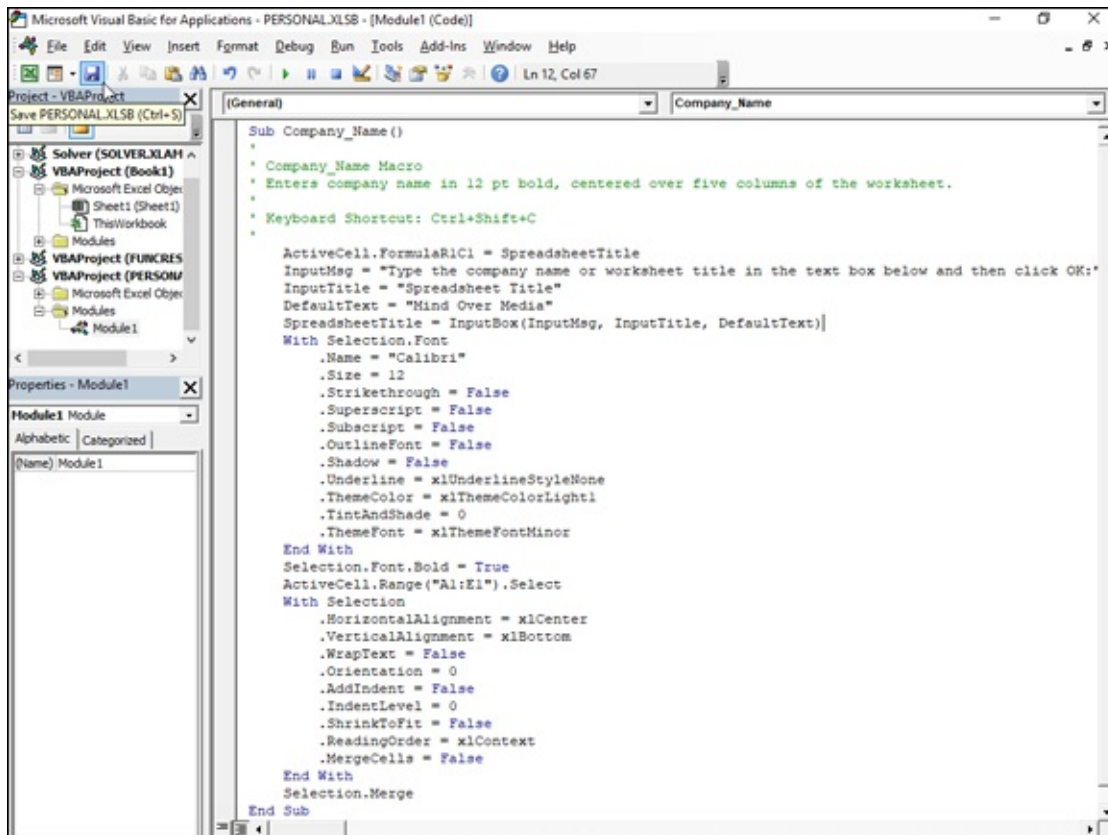 Microsoft Visual Basic for Applications - PERSONAL.XLSB - [Module1 (Code)]
File Edit View Insert Format Debug Run Tools Add-Ins Window Help
Ln 12, Col 67
Project - VBAProject
Save PERSONAL.XLSB (Ctrl+S)
Solver (SOLVER.XLAM
VBAProject (Book1)
Microsoft Excel Objec
Sheet1 (Sheet1)
ThisWorkbook
Modules
VBAProject (FUNCRES
VBAProject (PERSONA
Microsoft Excel Objec
Modules
Module1
Properties - Module1
Module1 Module
Alphabetic Categorized
(Name) Module1
(General) Company_Name
Sub Company_Name()
'
' Company_Name Macro
' Enters company name in 12 pt bold, centered over five columns of the worksheet.
'
' Keyboard Shortcut: Ctrl+Shift+C
'
ActiveCell.FormulaR1C1 = SpreadsheetTitle
InputMsg = "Type the company name or worksheet title in the text box below and then click OK:"
InputTitle = "Spreadsheet Title"
DefaultText = "Mind Over Media"
SpreadsheetTitle = InputBox(InputMsg, InputTitle, DefaultText)
With Selection.Font
.Name = "Calibri"
.Size = 12
.Strikethrough = False
.Superscript = False
.Subscript = False
.OutlineFont = False
.Shadow = False
.Underline = xlUnderlineStyleNone
.ThemeColor = xlThemeColorLight1
.TintAndShade = 0
.ThemeFont = xlThemeFontMinor
End With
Selection.Font.Bold = True
ActiveCell.Range("A1:E1").Select
With Selection
.HorizontalAlignment = xlCenter
.VerticalAlignment = xlBottom
.WrapText = False
.Orientation = 0
.AddIndent = False
.IndentLevel = 0
.ShrinkToFit = False
.ReadingOrder = xlContext
.MergeCells = False
End With
Selection.Merge
End Sub